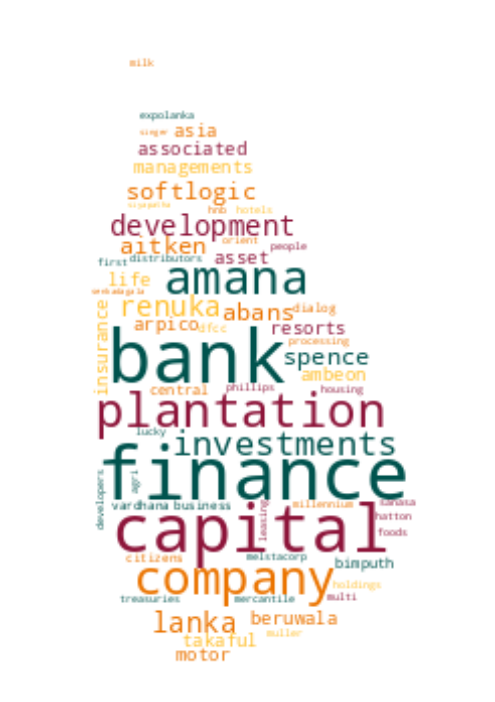 milk
expolanka
singer asia
associated
managements
softlogic
hnb hotels
development
aitken orient people
first distributors asset
life amana
renuka abans dialog
arpico dfcc resorts
insurance
bank processing
spence
ambeon
central phillips housing
plantation
lucky investments
finance
developers agri
vardhana business leasing millennium sanasa
capital hatton
foods
citizens melstacorp bimputh
company holdings
treasuries mercantile multi
lanka beruwala
takaful muller
motor